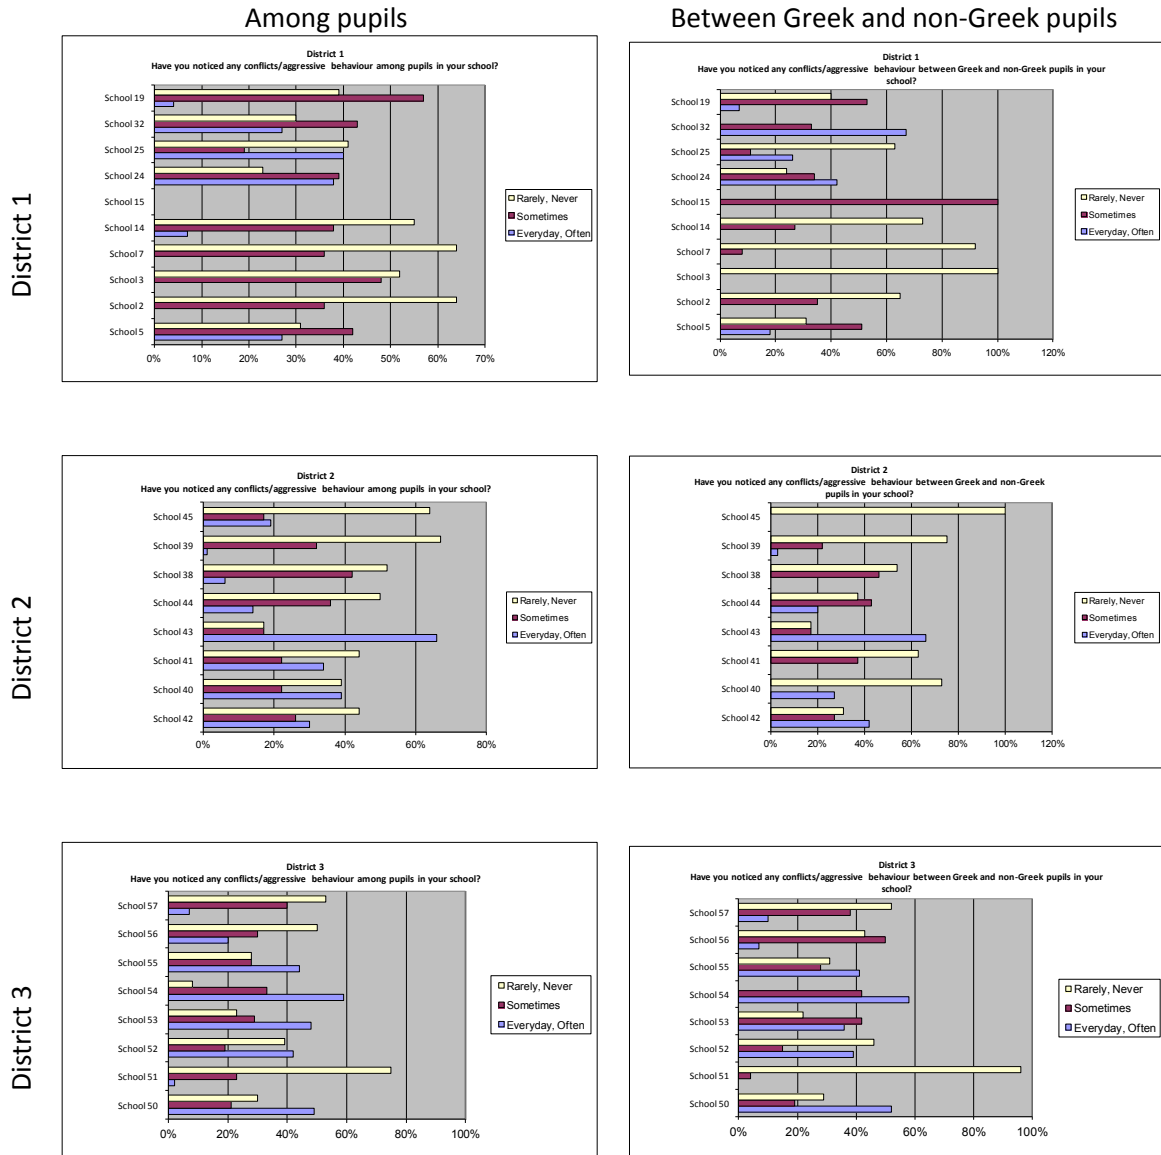 Among pupils
Between Greek and non-Greek pupils
District 1
District 1
Have you noticed any conflicts/aggressive behaviour among pupils in your school?
School 19
School 32
School 25
School 24
School 15
School 14
School 7
School 3
School 2
School 5
0% 10% 20% 30% 40% 50% 60% 70%
Rarely, Never
Sometimes
Everyday, Often
District 1
Have you noticed any conflicts/aggressive behaviour between Greek and non-Greek pupils in your
school?
School 19
School 32
School 25
School 24
School 15
School 14
School 7
School 3
School 2
School 5
0% 20% 40% 60% 80% 100% 120%
Rarely, Never
Sometimes
Everyday, Often
District 2
District 2
Have you noticed any conflicts/aggressive behaviour among pupils in your school?
School 45
School 39
School 38
School 44
School 43
School 41
School 40
School 42
0% 20% 40% 60% 80%
Rarely, Never
Sometimes
Everyday, Often
District 2
Have you noticed any conflicts/aggressive behaviour between Greek and non-Greek
pupils in your school?
School 45
School 39
School 38
School 44
School 43
School 41
School 40
School 42
0% 20% 40% 60% 80% 100% 120%
Rarely, Never
Sometimes
Everyday, Often
District 3
District 3
Have you noticed any conflicts/aggressive behaviour among pupils in your school?
School 57
School 56
School 55
School 54
School 53
School 52
School 51
School 50
0% 20% 40% 60% 80% 100%
Rarely, Never
Sometimes
Everyday, Often
District 3
Have you noticed any conflicts/aggressive behaviour between Greek and non-Greek pupils in your
school?
School 57
School 56
School 55
School 54
School 53
School 52
School 51
School 50
0% 20% 40% 60% 80% 100%
Rarely, Never
Sometimes
Everyday, Often